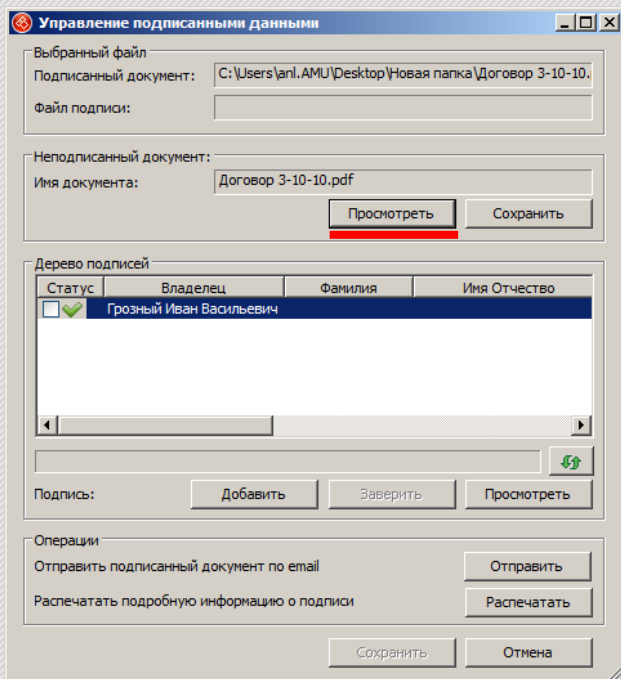 Управление подписанными данными
Выбранный файл
Подписанный документ: C:\Users\anl.AMU\Desktop\Новая папка\Договор 3-10-10.
Файл подписи:
Неподписанный документ:
Имя документа: Договор 3-10-10.pdf
Просмотреть Сохранить
Дерево подписей
Статус Владелец Фамилия Имя Отчество
Грозный Иван Васильевич
Подпись: Добавить Заверить Просмотреть
Операции
Отправить подписанный документ по email Отправить
Распечатать подробную информацию о подписи Распечатать
Сохранить Отмена